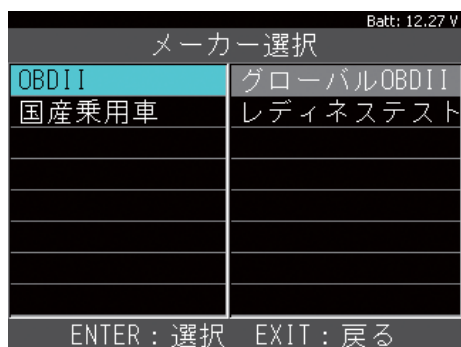 Batt: 12.27 V
メーカー選択
OBDII グローバルOBDII
国産乗用車 レディネステスト
ENTER：選択 EXIT：戻る